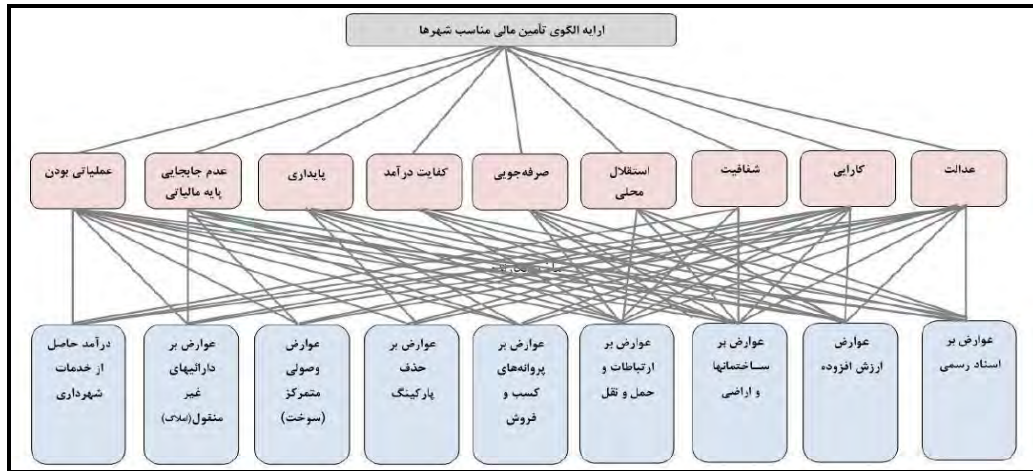 ارایه الگوی تأمین مالی مناسب شهرها
عدالت
کارایی
شفافیت
استقلال
محلی
صرفه‌جویی
کفایت درآمد
پایداری
عدم جابجایی
پایه مالیاتی
عملیاتی بودن
عوارض بر
اسناد رسمی
عوارض
ارزش افزوده
عوارض بر
ساختمانها
و اراضی
عوارض بر
ارتباطات و
حمل و نقل
عوارض بر
پروانه‌های
کسب و
فروش
عوارض بر
حذف
پارکینگ
عوارض
وصولی
متمرکز
(سوخت)
عوارض بر
دارائیهای
غیر
منقول(املاک)
درآمد حاصل
از خدمات
شهرداری